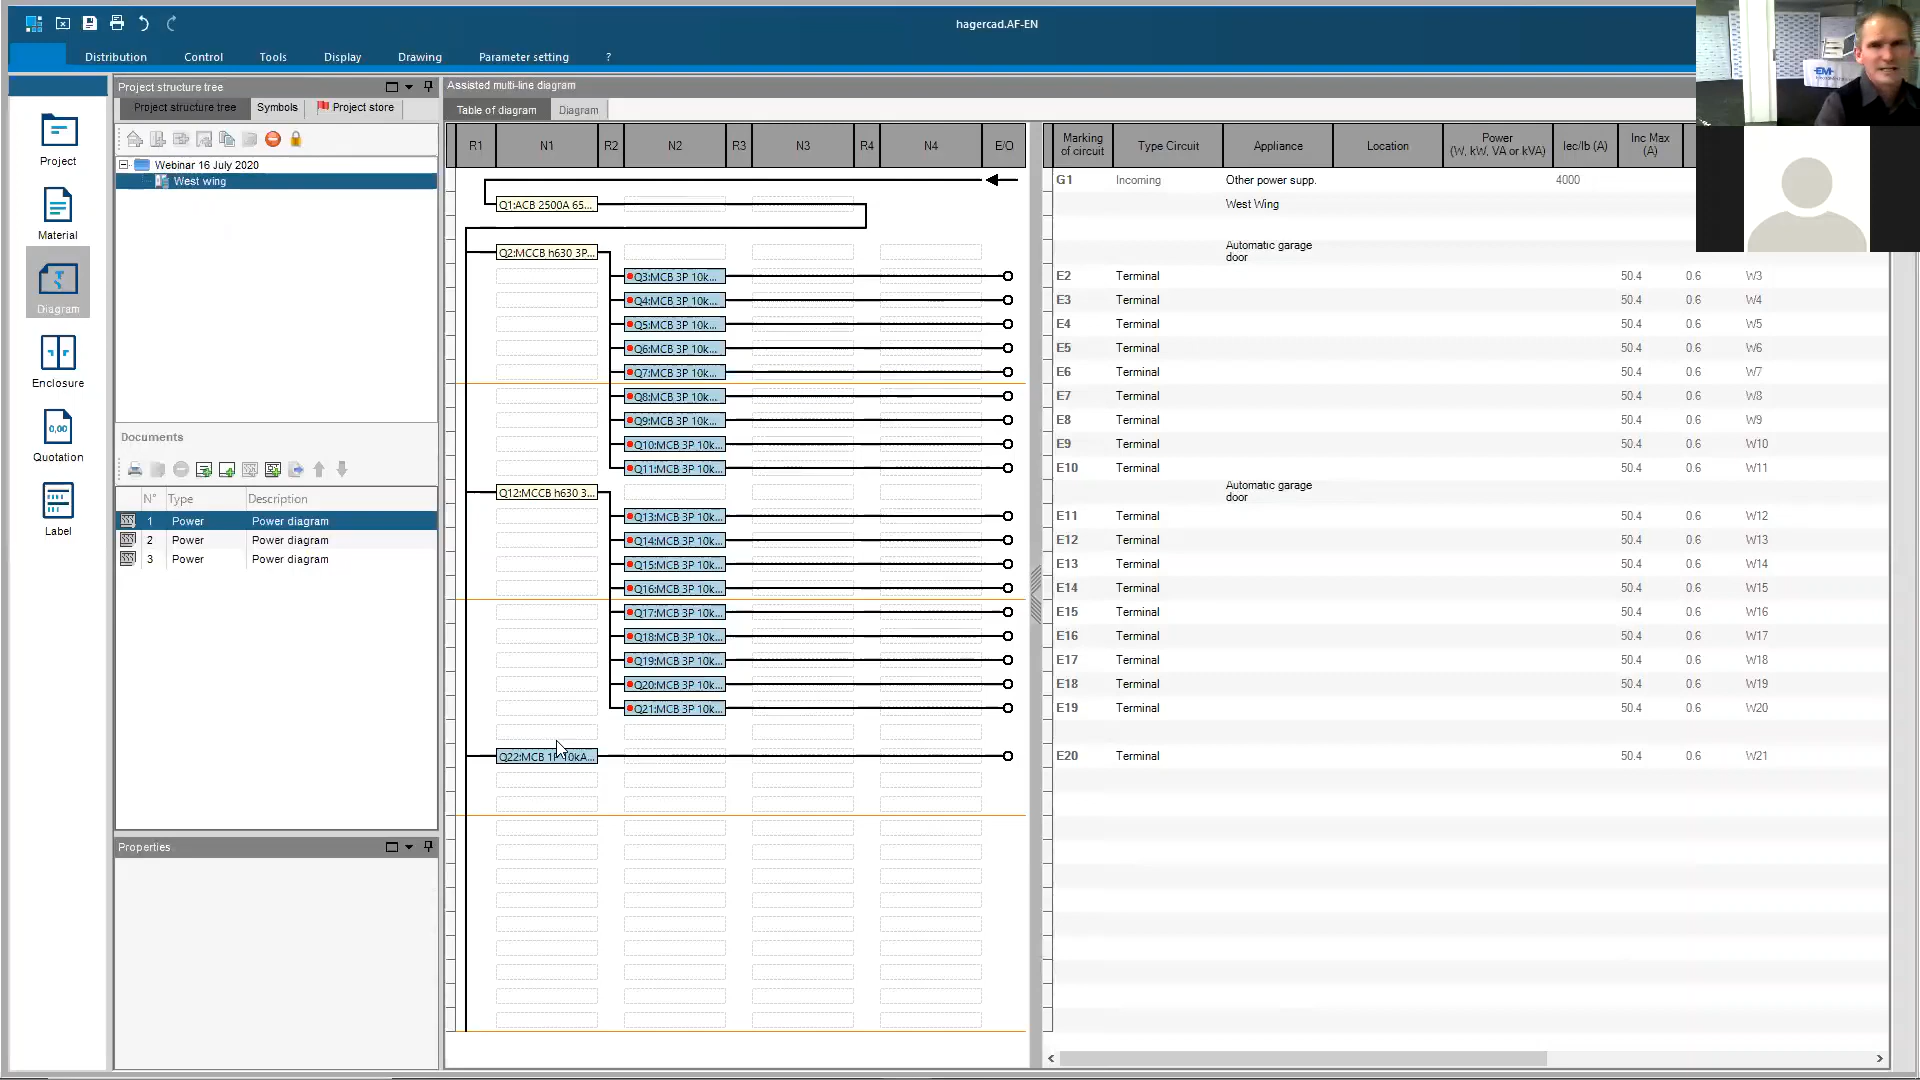 hagercad.AF-EN
Distribution Control Tools Display Drawing Parameter setting ?
Project structure tree
Project structure tree Symbols Project store
Webinar 16 July 2020
West wing
Project
Material
Diagram
Enclosure
Quotation
Label
Documents
N° Type Description
1 Power Power diagram
2 Power Power diagram
3 Power Power diagram
Properties
Assisted multi-line diagram
Table of diagram Diagram
R1 N1 R2 N2 R3 N3 R4 N4 E/O
Q1:ACB 2500A 65...
Q2:MCCB h630 3P...
Q3:MCB 3P 10k...
Q4:MCB 3P 10k...
Q5:MCB 3P 10k...
Q6:MCB 3P 10k...
Q7:MCB 3P 10k...
Q8:MCB 3P 10k...
Q9:MCB 3P 10k...
Q10:MCB 3P 10k...
Q11:MCB 3P 10k...
Q12:MCCB h630 3...
Q13:MCB 3P 10k...
Q14:MCB 3P 10k...
Q15:MCB 3P 10k...
Q16:MCB 3P 10k...
Q17:MCB 3P 10k...
Q18:MCB 3P 10k...
Q19:MCB 3P 10k...
Q20:MCB 3P 10k...
Q21:MCB 3P 10k...
Q22:MCB 1P 10kA...
Marking of circuit Type Circuit Appliance Location Power (W, kW, VA or kVA) Iec/Ib (A) Inc Max (A)
G1 Incoming Other power supp. 4000
West Wing
Automatic garage
door
E2 Terminal 50.4 0.6 W3
E3 Terminal 50.4 0.6 W4
E4 Terminal 50.4 0.6 W5
E5 Terminal 50.4 0.6 W6
E6 Terminal 50.4 0.6 W7
E7 Terminal 50.4 0.6 W8
E8 Terminal 50.4 0.6 W9
E9 Terminal 50.4 0.6 W10
E10 Terminal 50.4 0.6 W11
Automatic garage
door
E11 Terminal 50.4 0.6 W12
E12 Terminal 50.4 0.6 W13
E13 Terminal 50.4 0.6 W14
E14 Terminal 50.4 0.6 W15
E15 Terminal 50.4 0.6 W16
E16 Terminal 50.4 0.6 W17
E17 Terminal 50.4 0.6 W18
E18 Terminal 50.4 0.6 W19
E19 Terminal 50.4 0.6 W20
E20 Terminal 50.4 0.6 W21